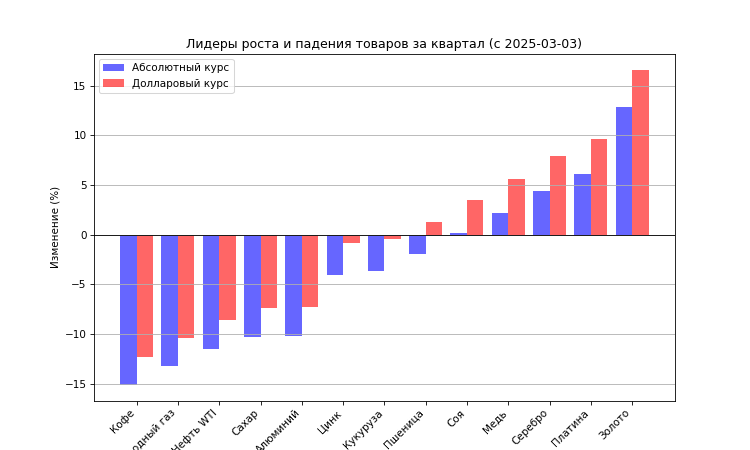 Лидеры роста и падения товаров за квартал (с 2025-03-03)
Абсолютный курс
Долларовый курс
Изменение (%)
15
10
5
0
−5
−10
−15
Кофе
одный газ
Нефть WTI
Сахар
Алюминий
Цинк
Кукуруза
Пшеница
Соя
Медь
Серебро
Платина
Золото